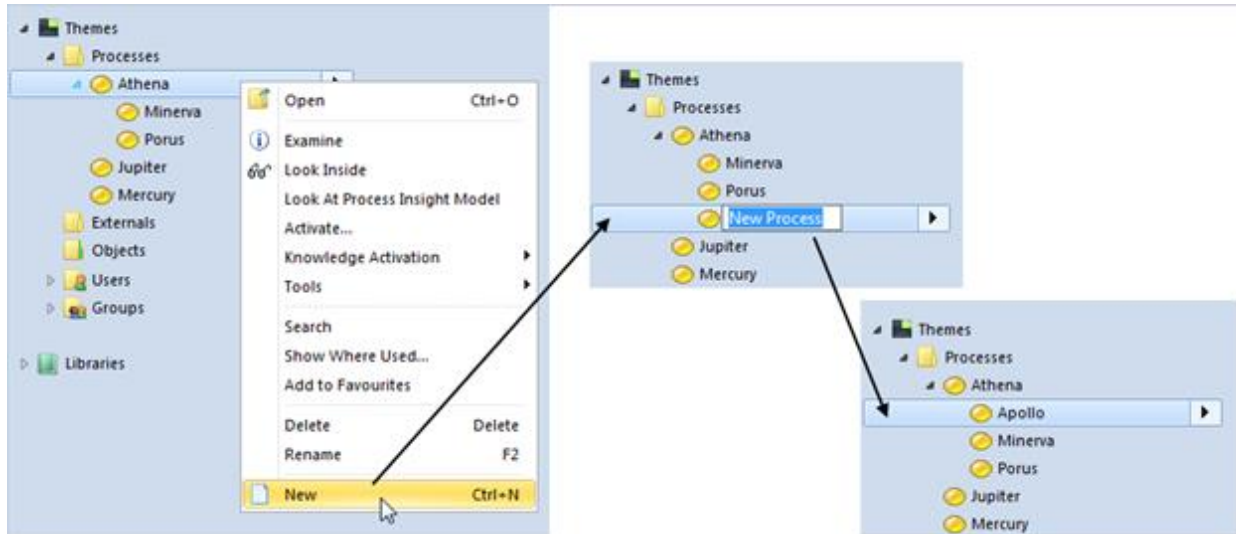 Themes
Processes
Athena
Minerva
Porus
Jupiter
Mercury
Externals
Objects
Users
Groups
Libraries
Open Ctrl+O
Examine
Look Inside
Look At Process Insight Model
Activate...
Knowledge Activation
Tools
Search
Show Where Used...
Add to Favourites
Delete Delete
Rename F2
New Ctrl+N
Themes
Processes
Athena
Minerva
Porus
New Process
Jupiter
Mercury
Themes
Processes
Athena
Apollo
Minerva
Porus
Jupiter
Mercury